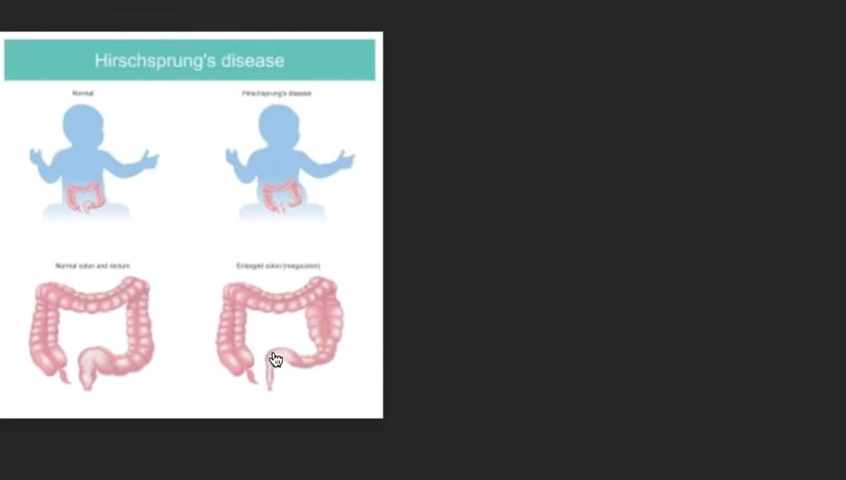 Hirschsprung's disease
Normal
Hirschsprung's disease
Normal colon and rectum
Enlarged colon (megacolon)